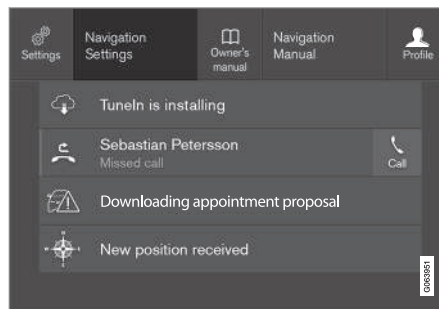 Settings
Navigation
Settings
Owner's
manual
Navigation
Manual
Profile
TuneIn is installing
Sebastian Petersson
Missed call
Call
Downloading appointment proposal
New position received
G063951